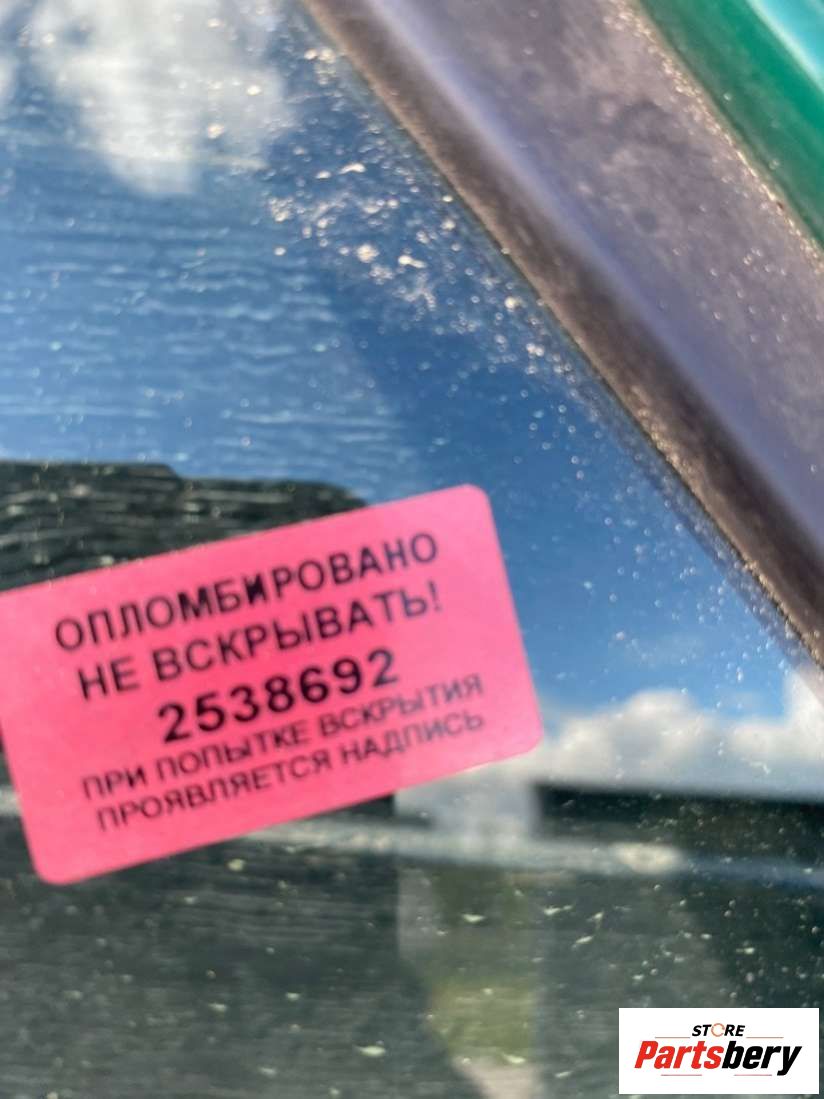 ОПЛОМБИРОВАНО
НЕ ВСКРЫВАТЬ!
2538692
ПРИ ПОПЫТКЕ ВСКРЫТИЯ
ПРОЯВЛЯЕТСЯ НАДПИСЬ
STORE
Partsbery